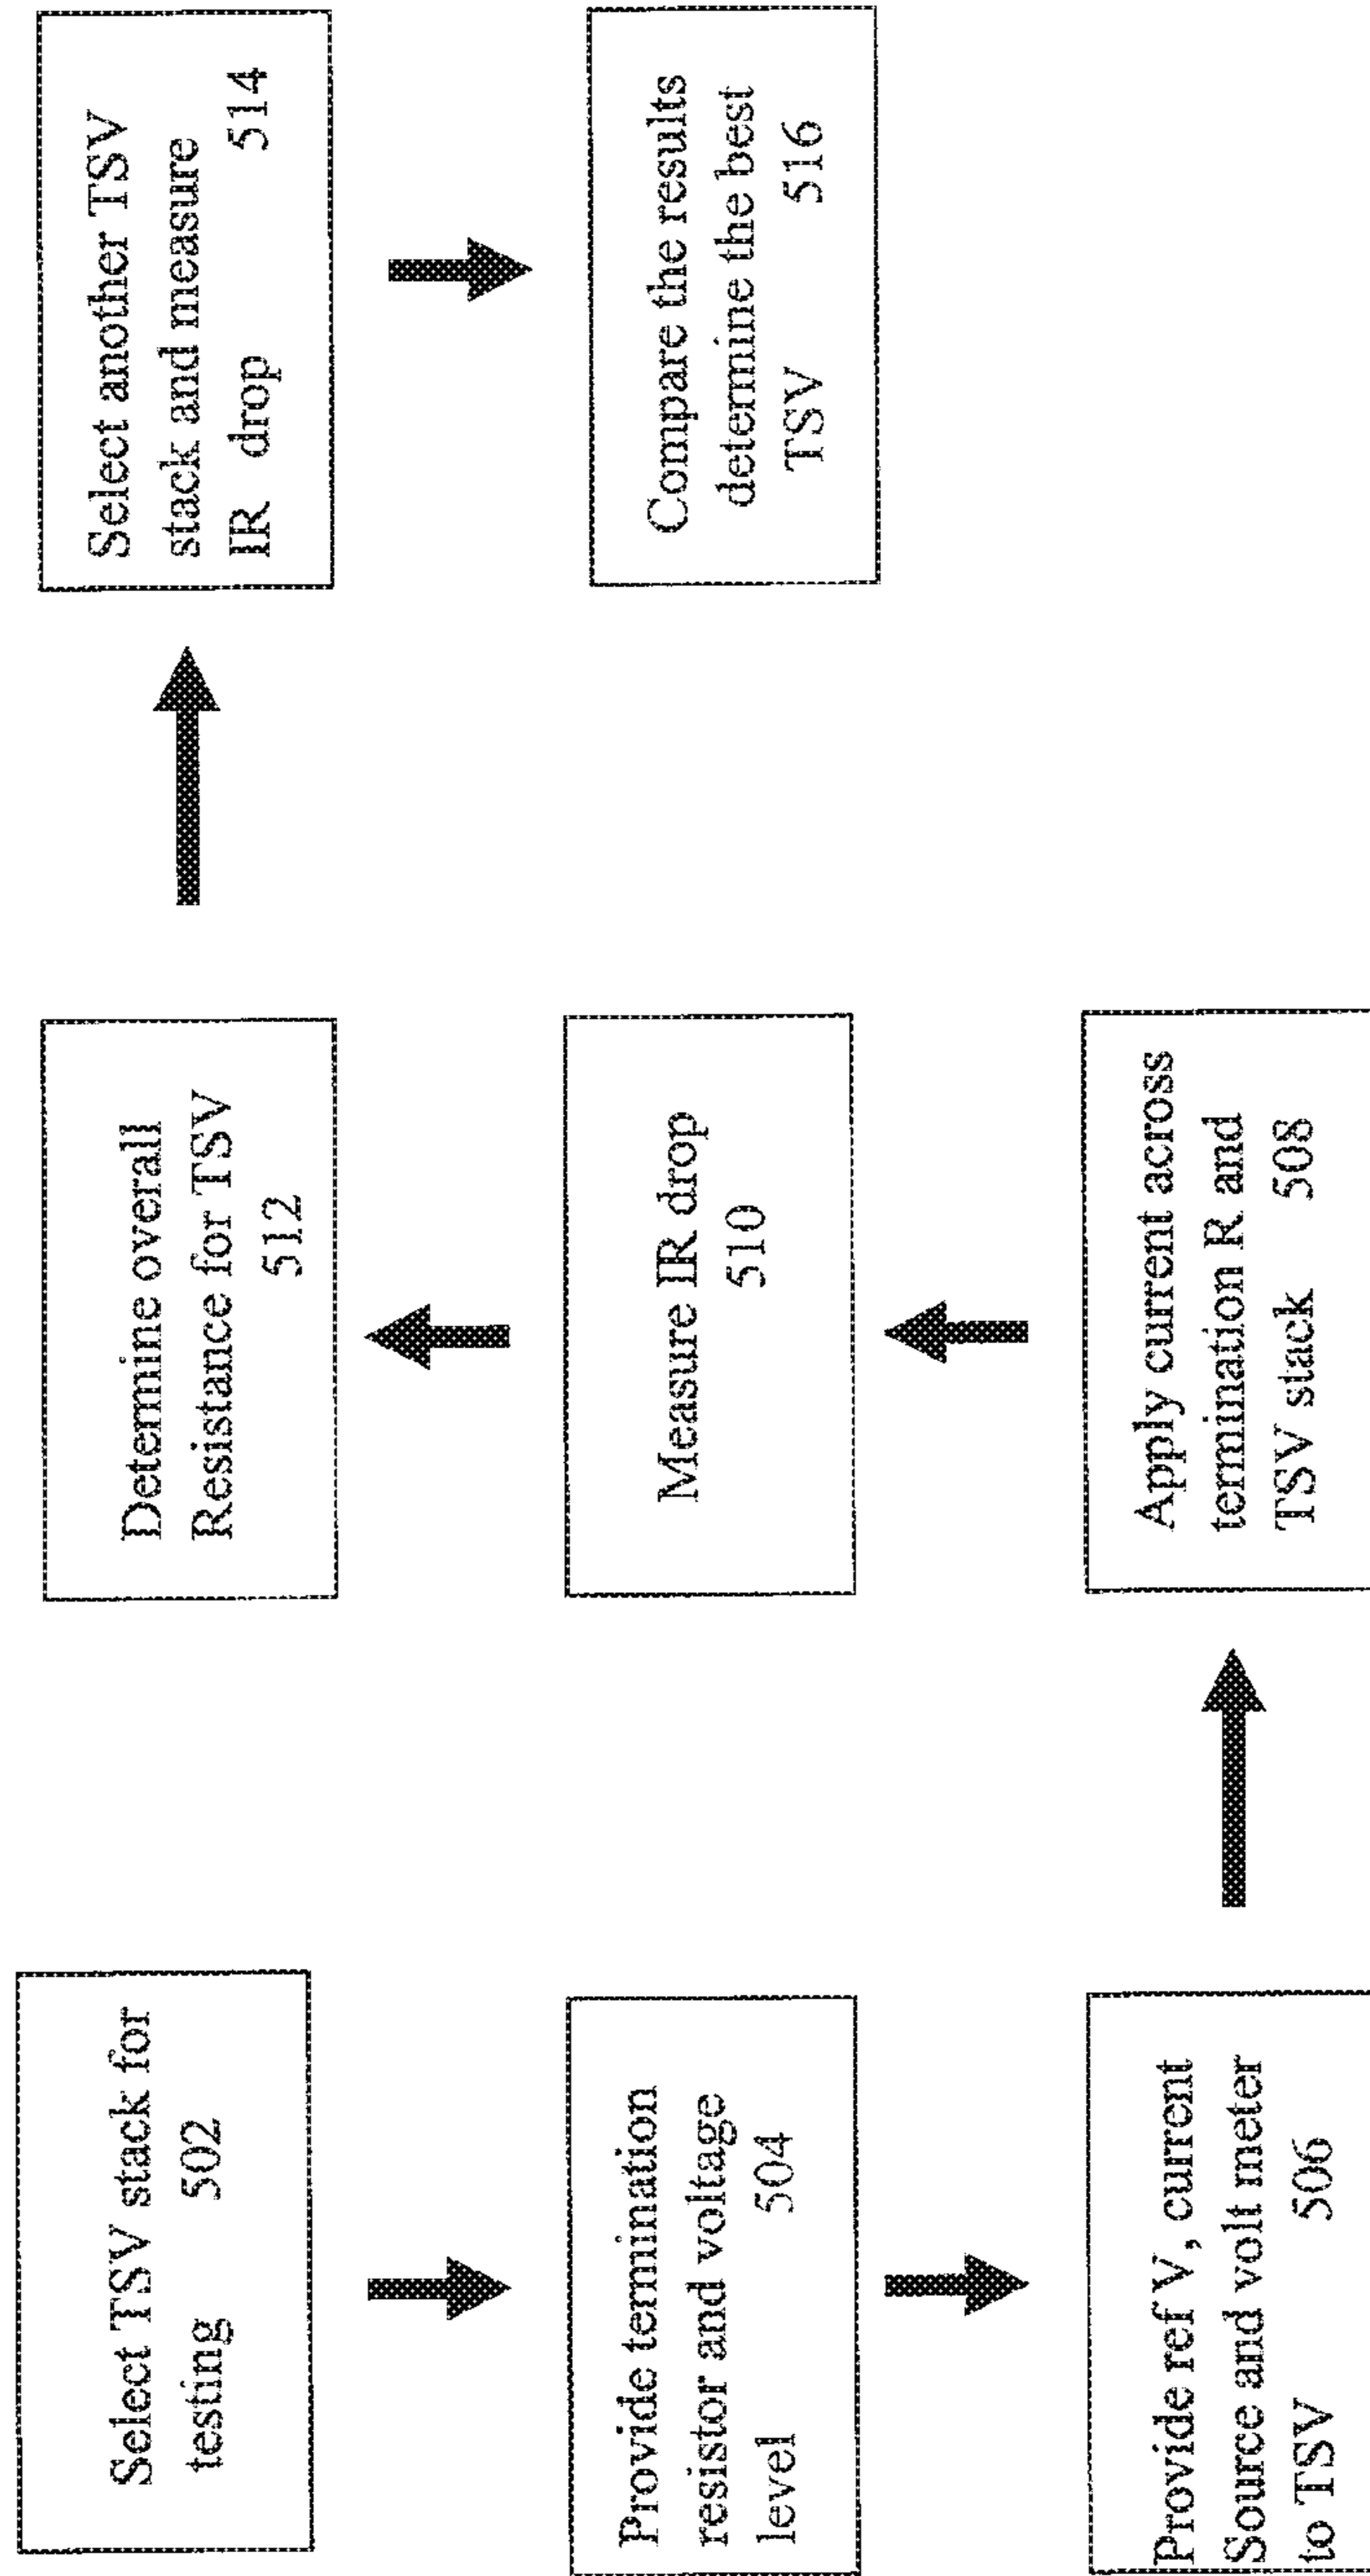 Select TSV stack for
testing 502
Provide termination
resistor and voltage
level 504
Provide ref V, current
Source and volt meter
to TSV 506
Apply current across
termination R and
TSV stack 508
Measure IR drop
510
Determine overall
Resistance for TSV
512
Select another TSV
stack and measure
IR drop 514
Compare the results
determine the best
TSV 516